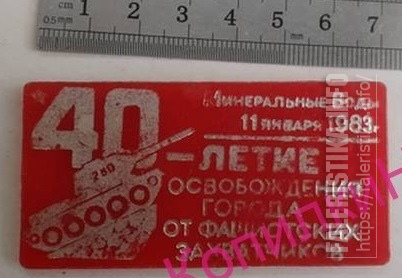 1 2 3 4 5 6 7
0.5mm
МИНЕРАЛЬНЫЕ ВОДЫ
11 ЯНВАРЯ 1983г
40
-ЛЕТИЕ
280
ОСВОБОЖДЕНИЯ
ГОРОДА
ОТ ФАШИСТСКИХ
ЗАХВАТЧИКОВ